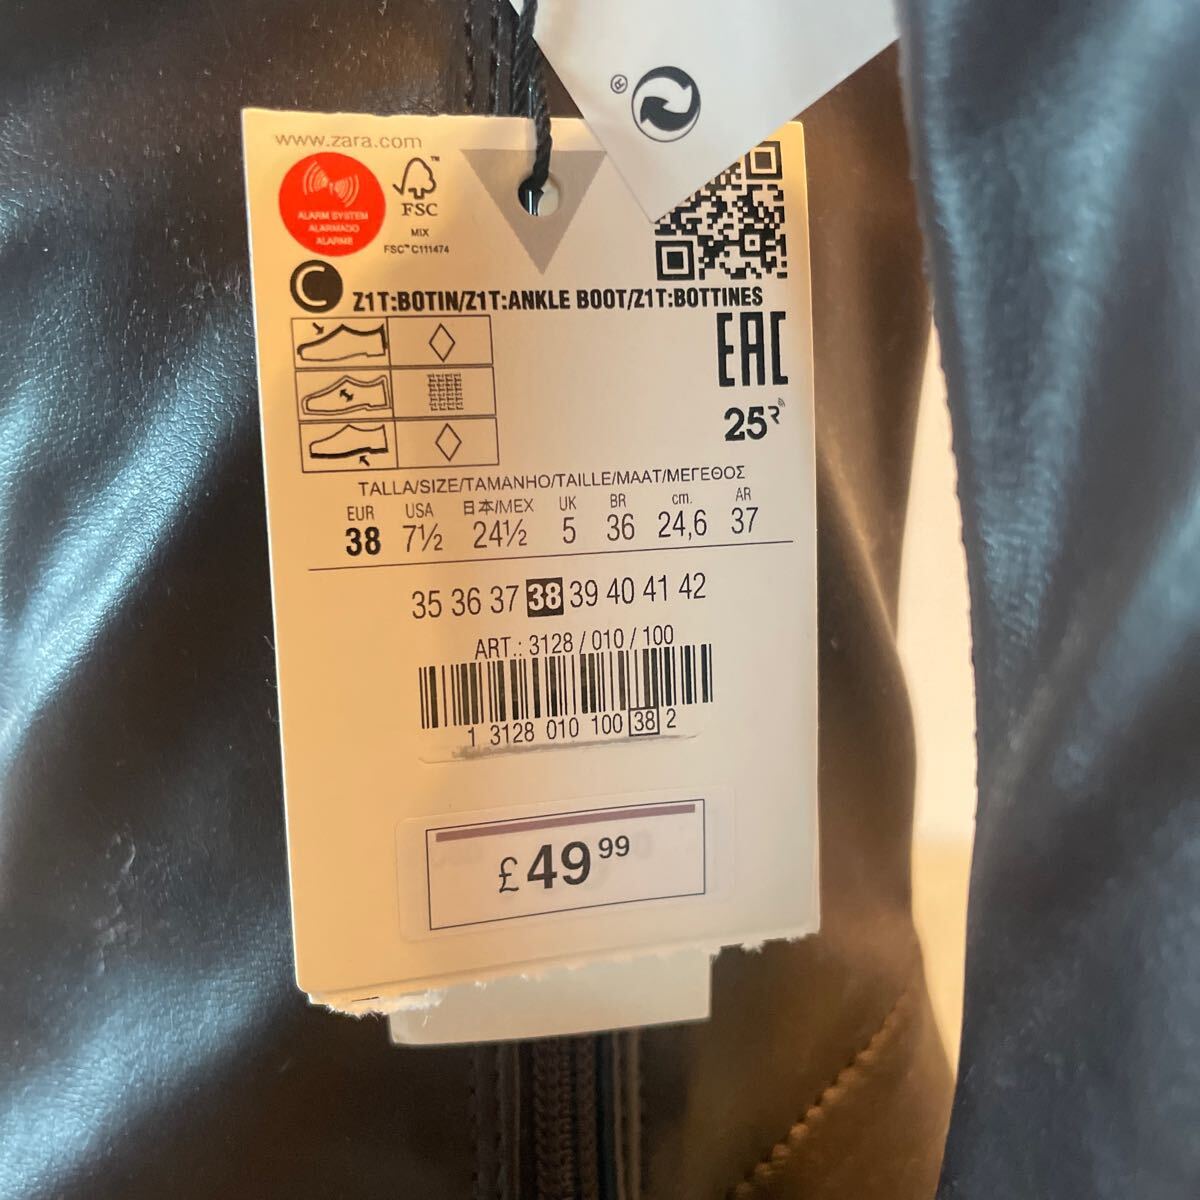 www.zara.com
®
ALARM SYSTEM
ALARMADO
ALARME
™
FSC
MIX
FSC™ C111474
C
Z1T:BOTIN/Z1T:ANKLE BOOT/Z1T:BOTTINES
EAC
25R
TALLA/SIZE/TAMANHO/TAILLE/MAAT/ΜΕΓΕΘΟΣ
EUR USA 日本/MEX UK BR cm. AR
38 7½ 24½ 5 36 24,6 37
35 36 37 38 39 40 41 42
ART.: 3128 / 010 / 100
1 3128 010 100 38 2
£ 49 99